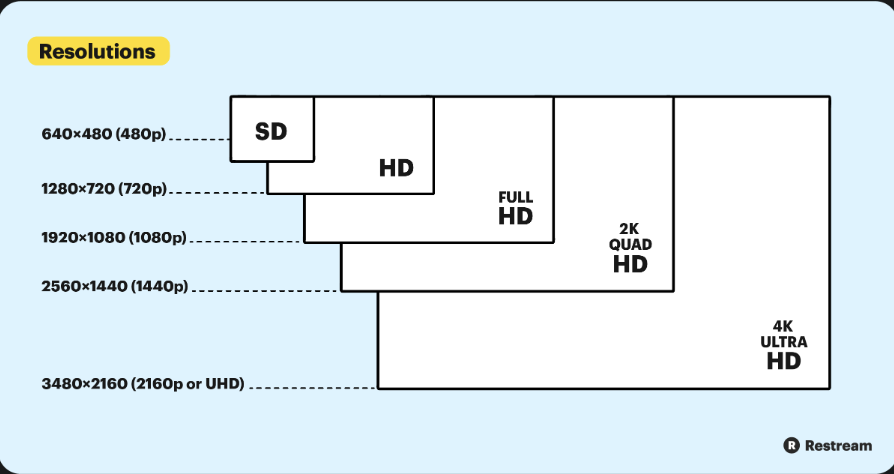 Resolutions
640×480 (480p)
SD
1280×720 (720p)
HD
1920×1080 (1080p)
FULL
HD
2560×1440 (1440p)
2K
QUAD
HD
3480×2160 (2160p or UHD)
4K
ULTRA
HD
R Restream